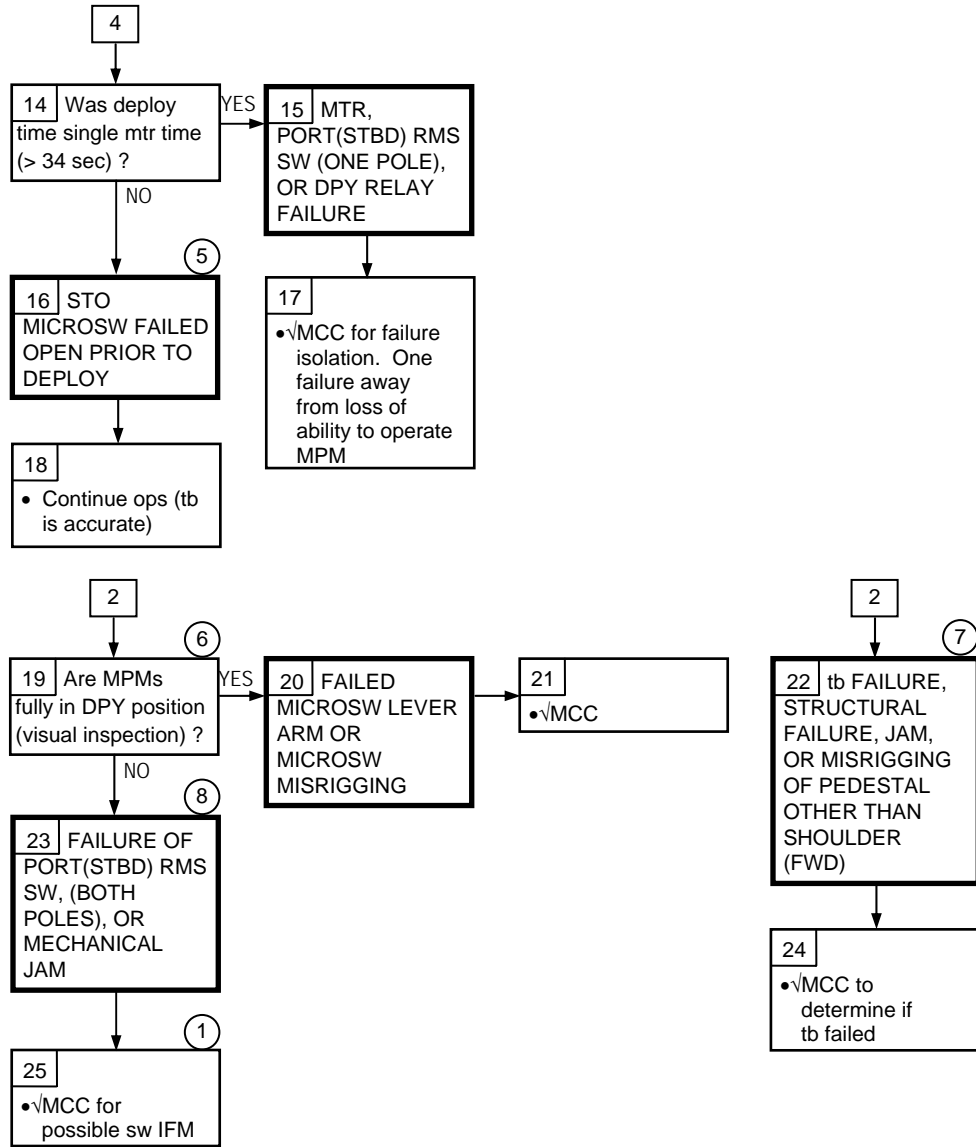 4
14 Was deploy
time single mtr time
(> 34 sec) ?
YES
NO
15 MTR,
PORT(STBD) RMS
SW (ONE POLE),
OR DPY RELAY
FAILURE
5
16 STO
MICROSW FAILED
OPEN PRIOR TO
DEPLOY
17
•√MCC for failure
isolation. One
failure away
from loss of
ability to operate
MPM
18
• Continue ops (tb
is accurate)
2
6
19 Are MPMs
fully in DPY position
(visual inspection) ?
YES
NO
20 FAILED
MICROSW LEVER
ARM OR
MICROSW
MISRIGGING
21
•√MCC
2
7
22 tb FAILURE,
STRUCTURAL
FAILURE, JAM,
OR MISRIGGING
OF PEDESTAL
OTHER THAN
SHOULDER
(FWD)
8
23 FAILURE OF
PORT(STBD) RMS
SW, (BOTH
POLES), OR
MECHANICAL
JAM
24
•√MCC to
determine if
tb failed
1
25
•√MCC for
possible sw IFM